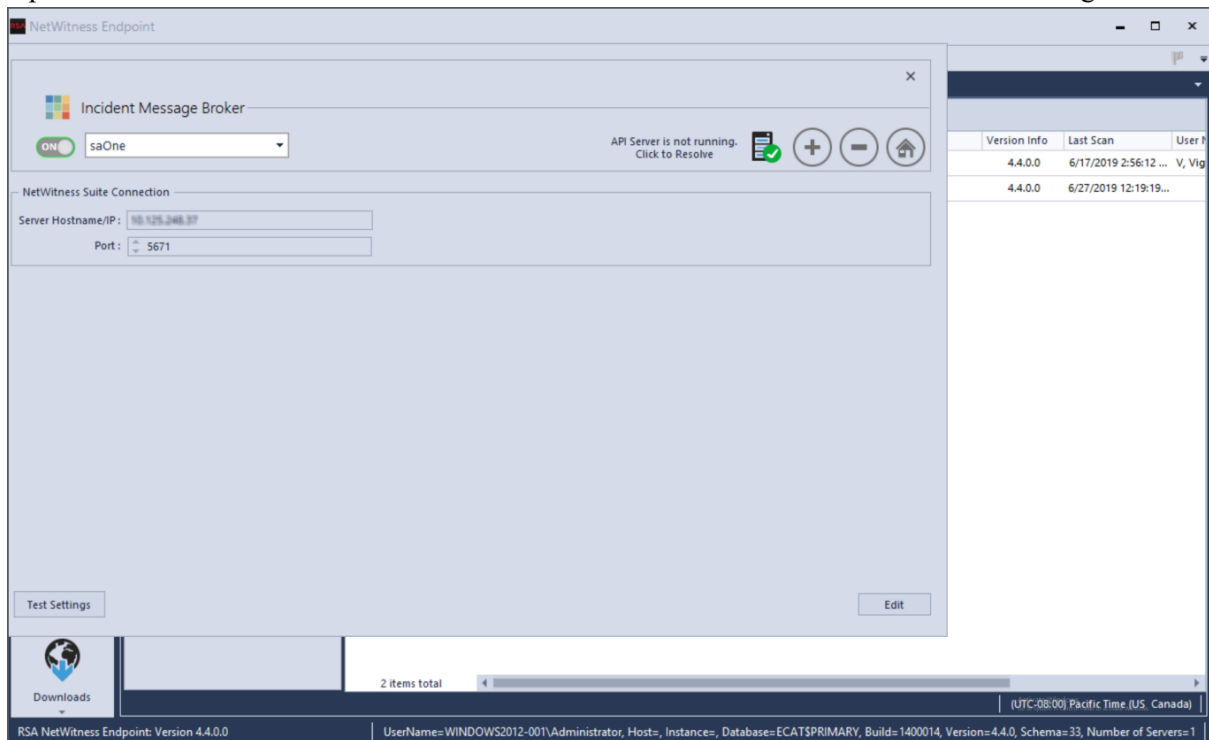 RSA NetWitness Endpoint
Incident Message Broker
ON saOne
API Server is not running.
Click to Resolve
Version Info Last Scan User
4.4.0.0 6/17/2019 2:56:12 ... V, Vig
4.4.0.0 6/27/2019 12:19:19...
NetWitness Suite Connection
Server Hostname/IP :
Port : 5671
Test Settings
Edit
Downloads
2 items total
(UTC-08:00) Pacific Time (US, Canada)
RSA NetWitness Endpoint: Version 4.4.0.0
UserName=WINDOWS2012-001\Administrator, Host=, Instance=, Database=ECAT$PRIMARY, Build=1400014, Version=4.4.0, Schema=33, Number of Servers=1